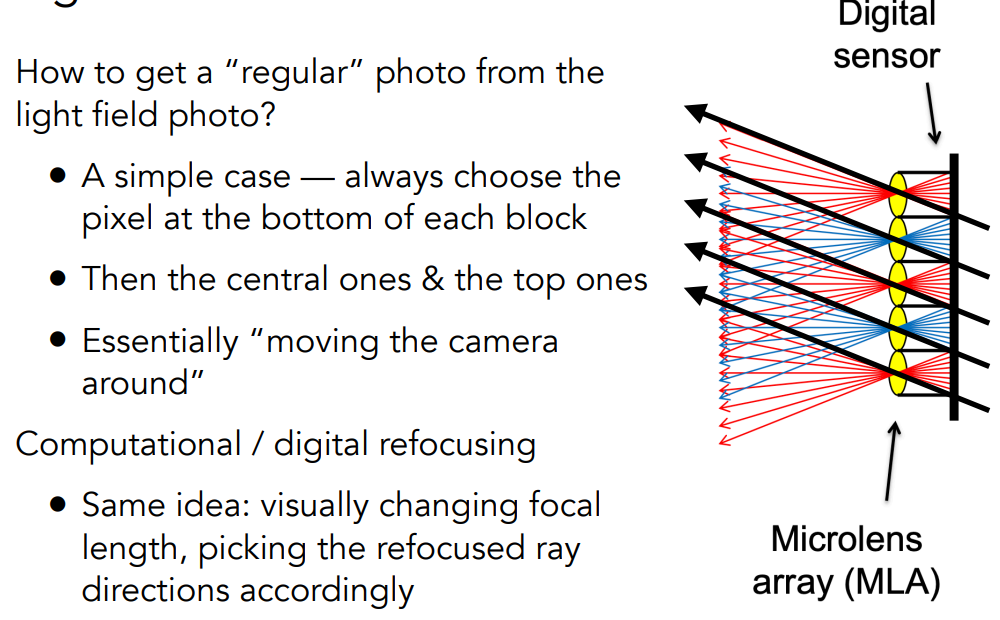 How to get a “regular” photo from the
light field photo?
• A simple case — always choose the
pixel at the bottom of each block
• Then the central ones & the top ones
• Essentially “moving the camera
around”
Computational / digital refocusing
• Same idea: visually changing focal
length, picking the refocused ray
directions accordingly
Digital
sensor
Microlens
array (MLA)